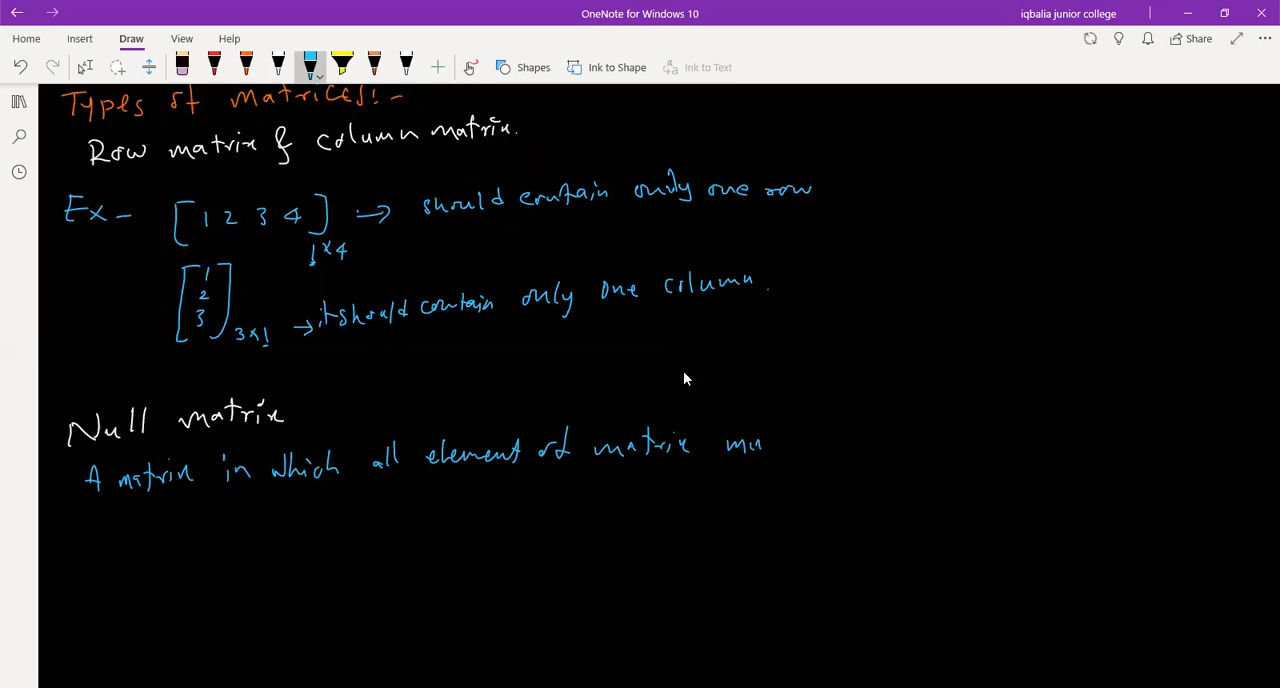 OneNote for Windows 10
iqbalia junior college
Home Insert Draw View Help
Share
Shapes Ink to Shape Ink to Text
Types of matrices:-
Row matrix & column matrix.
Ex - [ 1 2 3 4 ] → should contain only one row
1×4
1
2
3
3×1 → it should contain only one column.
Null matrix
A matrix in which all element of matrix mu